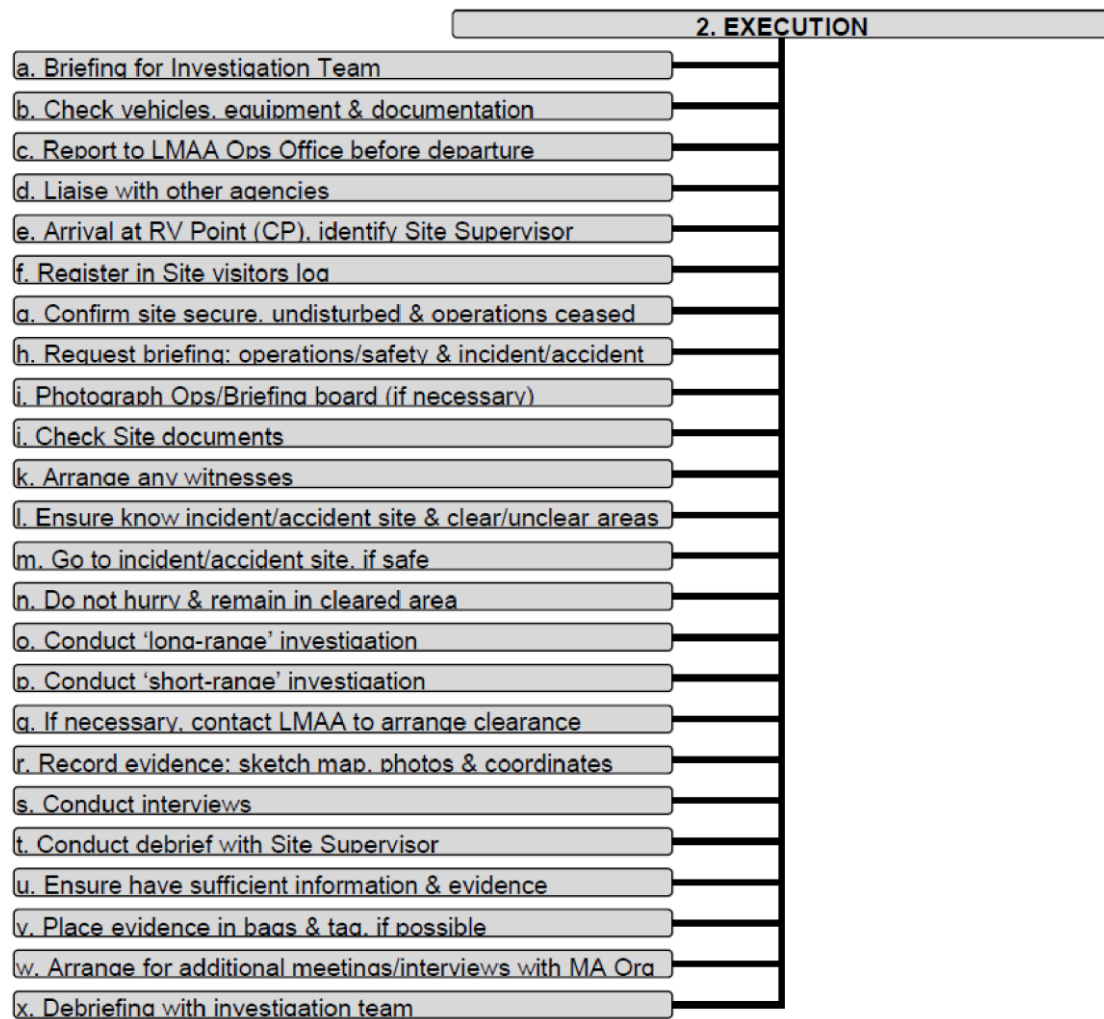 2. EXECUTION
a. Briefing for Investigation Team
b. Check vehicles, equipment & documentation
c. Report to LMAA Ops Office before departure
d. Liaise with other agencies
e. Arrival at RV Point (CP), identify Site Supervisor
f. Register in Site visitors log
g. Confirm site secure, undisturbed & operations ceased
h. Request briefing: operations/safety & incident/accident
i. Photograph Ops/Briefing board (if necessary)
j. Check Site documents
k. Arrange any witnesses
l. Ensure know incident/accident site & clear/unclear areas
m. Go to incident/accident site, if safe
n. Do not hurry & remain in cleared area
o. Conduct ‘long-range’ investigation
p. Conduct ‘short-range’ investigation
q. If necessary, contact LMAA to arrange clearance
r. Record evidence: sketch map, photos & coordinates
s. Conduct interviews
t. Conduct debrief with Site Supervisor
u. Ensure have sufficient information & evidence
v. Place evidence in bags & tag, if possible
w. Arrange for additional meetings/interviews with MA Org
x. Debriefing with investigation team